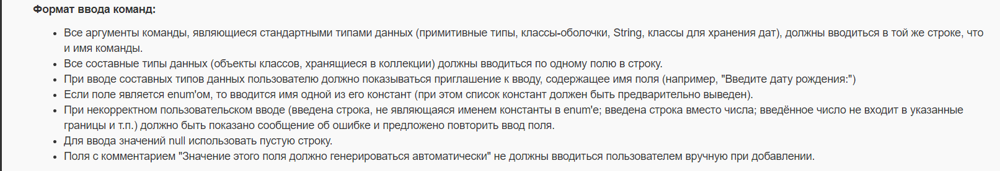 Формат ввода команд:
• Все аргументы команды, являющиеся стандартными типами данных (примитивные типы, классы-оболочки, String, классы для хранения дат), должны вводиться в той же строке, что
и имя команды.
• Все составные типы данных (объекты классов, хранящиеся в коллекции) должны вводиться по одному полю в строку.
• При вводе составных типов данных пользователю должно показываться приглашение к вводу, содержащее имя поля (например, "Введите дату рождения:")
• Если поле является enum'ом, то вводится имя одной из его констант (при этом список констант должен быть предварительно выведен).
• При некорректном пользовательском вводе (введена строка, не являющаяся именем константы в enum'е; введена строка вместо числа; введённое число не входит в указанные
границы и т.п.) должно быть показано сообщение об ошибке и предложено повторить ввод поля.
• Для ввода значений null использовать пустую строку.
• Поля с комментарием "Значение этого поля должно генерироваться автоматически" не должны вводиться пользователем вручную при добавлении.